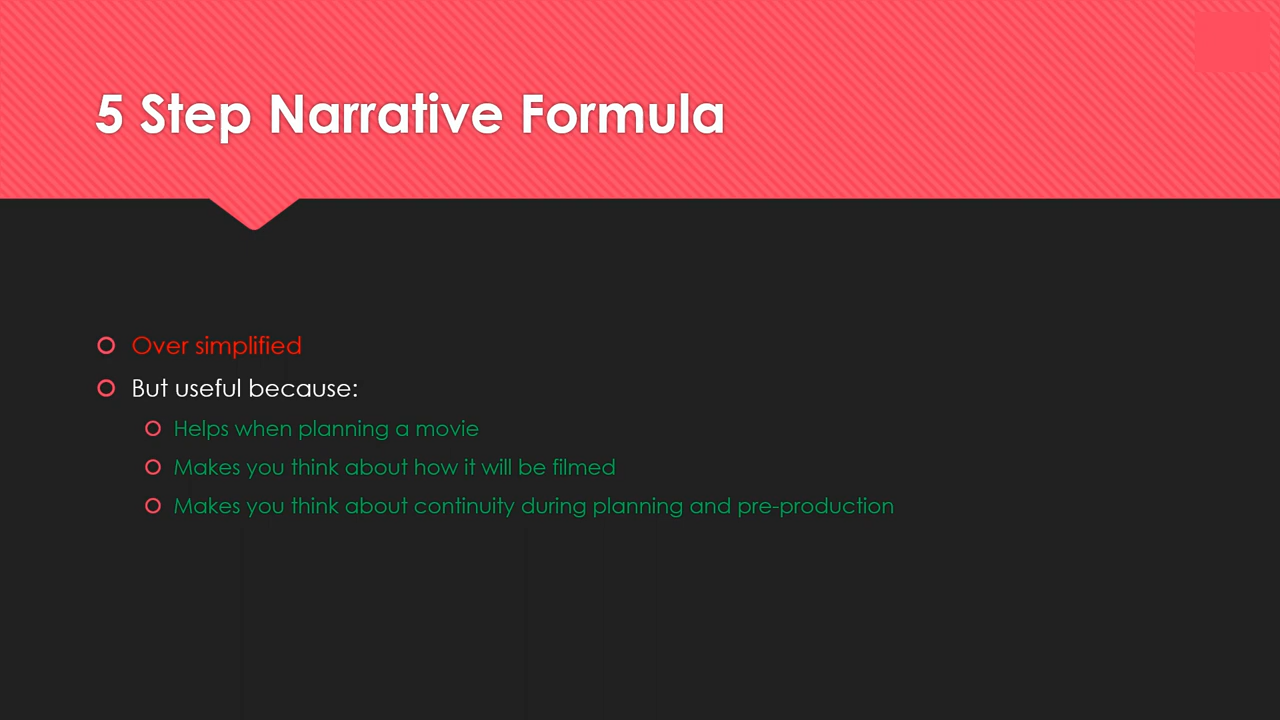 5 Step Narrative Formula
Over simplified
But useful because:
Helps when planning a movie
Makes you think about how it will be filmed
Makes you think about continuity during planning and pre-production